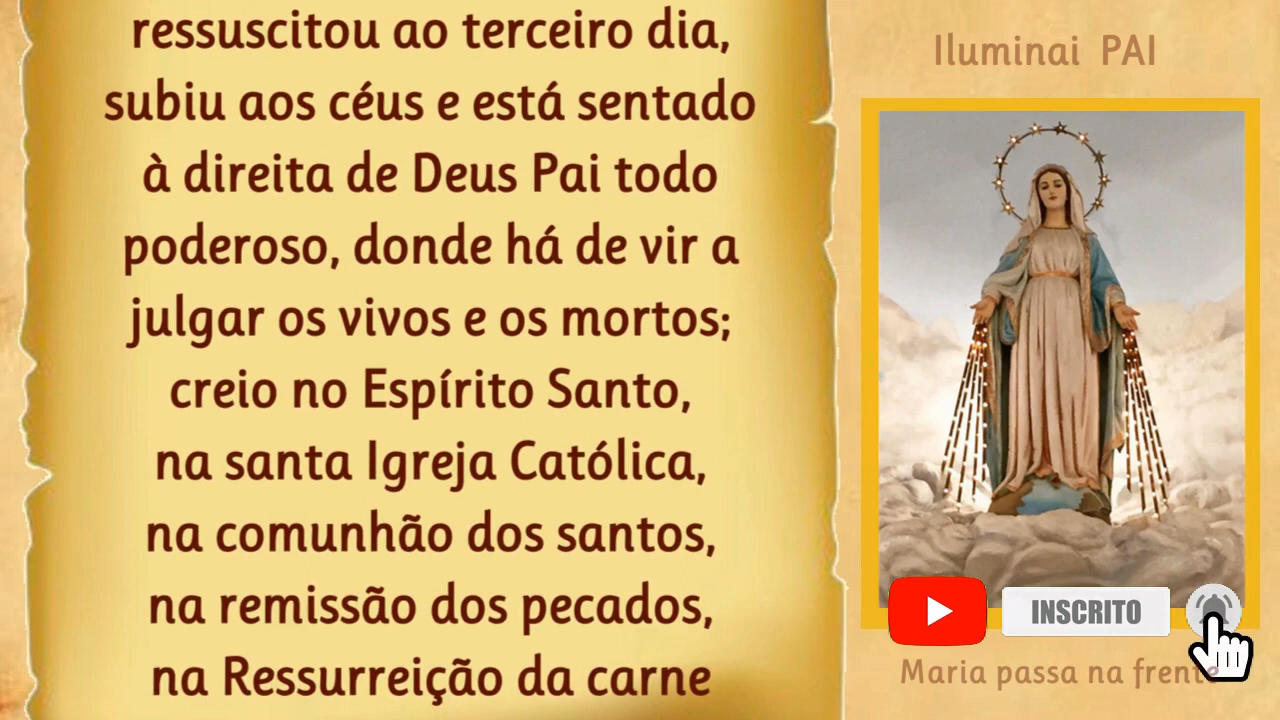 ressuscitou ao terceiro dia,
subiu aos céus e está sentado
à direita de Deus Pai todo
poderoso, donde há de vir a
julgar os vivos e os mortos;
creio no Espírito Santo,
na santa Igreja Católica,
na comunhão dos santos,
na remissão dos pecados,
na Ressurreição da carne
Iluminai PAI
INSCRITO
Maria passa na frente